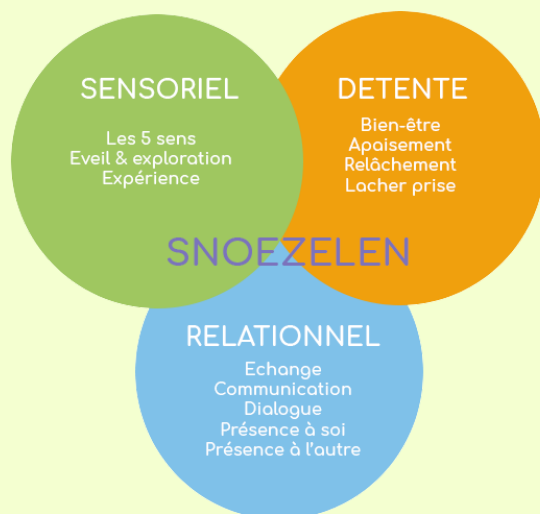 SENSORIEL
Les 5 sens
Eveil & exploration
Expérience
DETENTE
Bien-être
Apaisement
Relâchement
Lacher prise
SNOEZELEN
RELATIONNEL
Echange
Communication
Dialogue
Présence à soi
Présence à l'autre